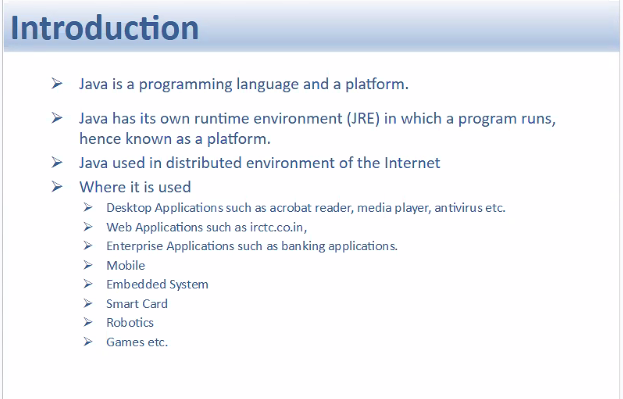 Introduction
Java is a programming language and a platform.
Java has its own runtime environment (JRE) in which a program runs,
hence known as a platform.
Java used in distributed environment of the Internet
Where it is used
Desktop Applications such as acrobat reader, media player, antivirus etc.
Web Applications such as irctc.co.in,
Enterprise Applications such as banking applications.
Mobile
Embedded System
Smart Card
Robotics
Games etc.